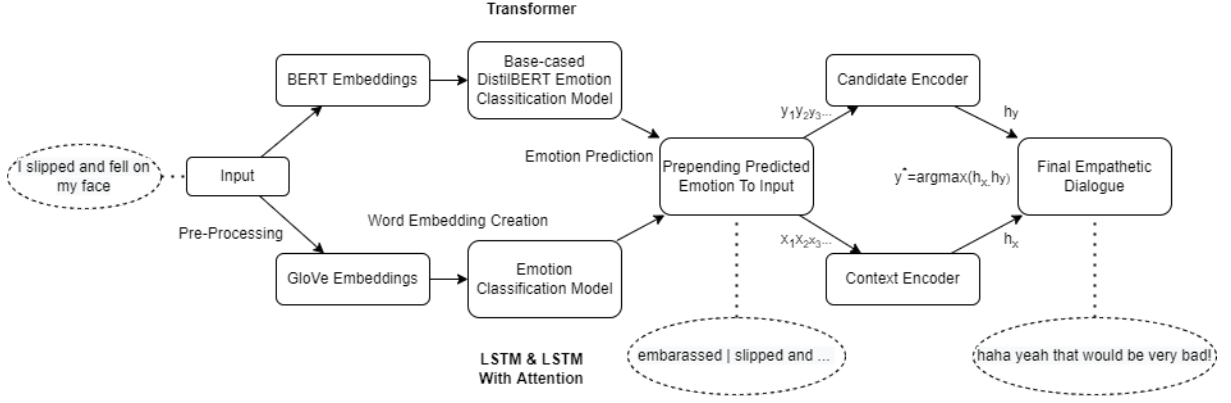 Transformer
BERT Embeddings
Base-cased
DistilBERT Emotion
Classitication Model
Candidate Encoder
y₁y₂y₃...
hy
"I slipped and fell on
my face
Input
Emotion Prediction
Prepending Predicted
Emotion To Input
y*=argmax(hₓ,hy)
Final Empathetic
Dialogue
Pre-Processing
Word Embedding Creation
x₁x₂x₃...
hₓ
GloVe Embeddings
Emotion
Classification Model
Context Encoder
LSTM & LSTM
With Attention
embarassed | slipped and ...
haha yeah that would be very bad!